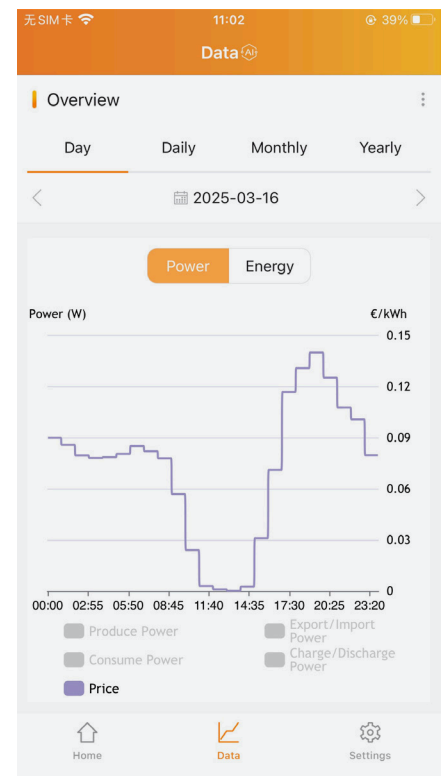 无SIM卡 11:02 39%
Data AI
Overview
Day Daily Monthly Yearly
2025-03-16
Power Energy
Power (W) €/kWh
0.15
0.12
0.09
0.06
0.03
0
00:00 02:55 05:50 08:45 11:40 14:35 17:30 20:25 23:20
Produce Power Export/Import
Power
Consume Power Charge/Discharge
Power
Price
Home Data Settings